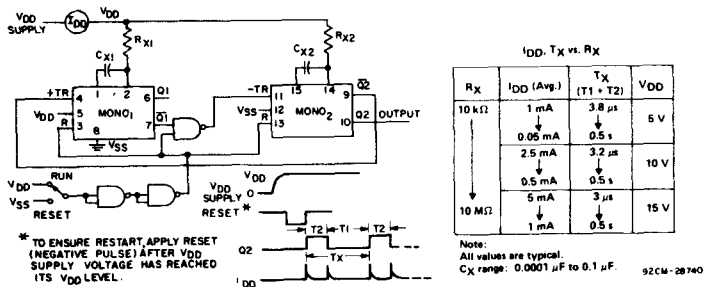 VDD
SUPPLY
IDD
VDD
RX1
RX2
CX1
CX2
+TR
4
1
2
6
Q1
VDD
5
R
3
MONO1
7
Q1
8
VSS
-TR
11
15
14
9
Q2
VSS
12
R
13
MONO2
10
Q2
OUTPUT
RUN
VDD
VSS
RESET
VDD
SUPPLY
0
VDD
RESET *
T2
T1
T2
Q2
TX
IDD
* TO ENSURE RESTART, APPLY RESET
(NEGATIVE PULSE) AFTER VDD
SUPPLY VOLTAGE HAS REACHED
ITS VDD LEVEL.
IDD, TX vs. RX
RX IDD (Avg.) TX (T1 + T2) VDD
10 kΩ 1 mA 3.8 µs 5 V
0.05 mA 0.5 s
2.5 mA 3.2 µs 10 V
0.5 mA 0.5 s
5 mA 3 µs 15 V
10 MΩ 1 mA 0.5 s
Note:
All values are typical.
CX range: 0.0001 µF to 0.1 µF.
92CM-28740